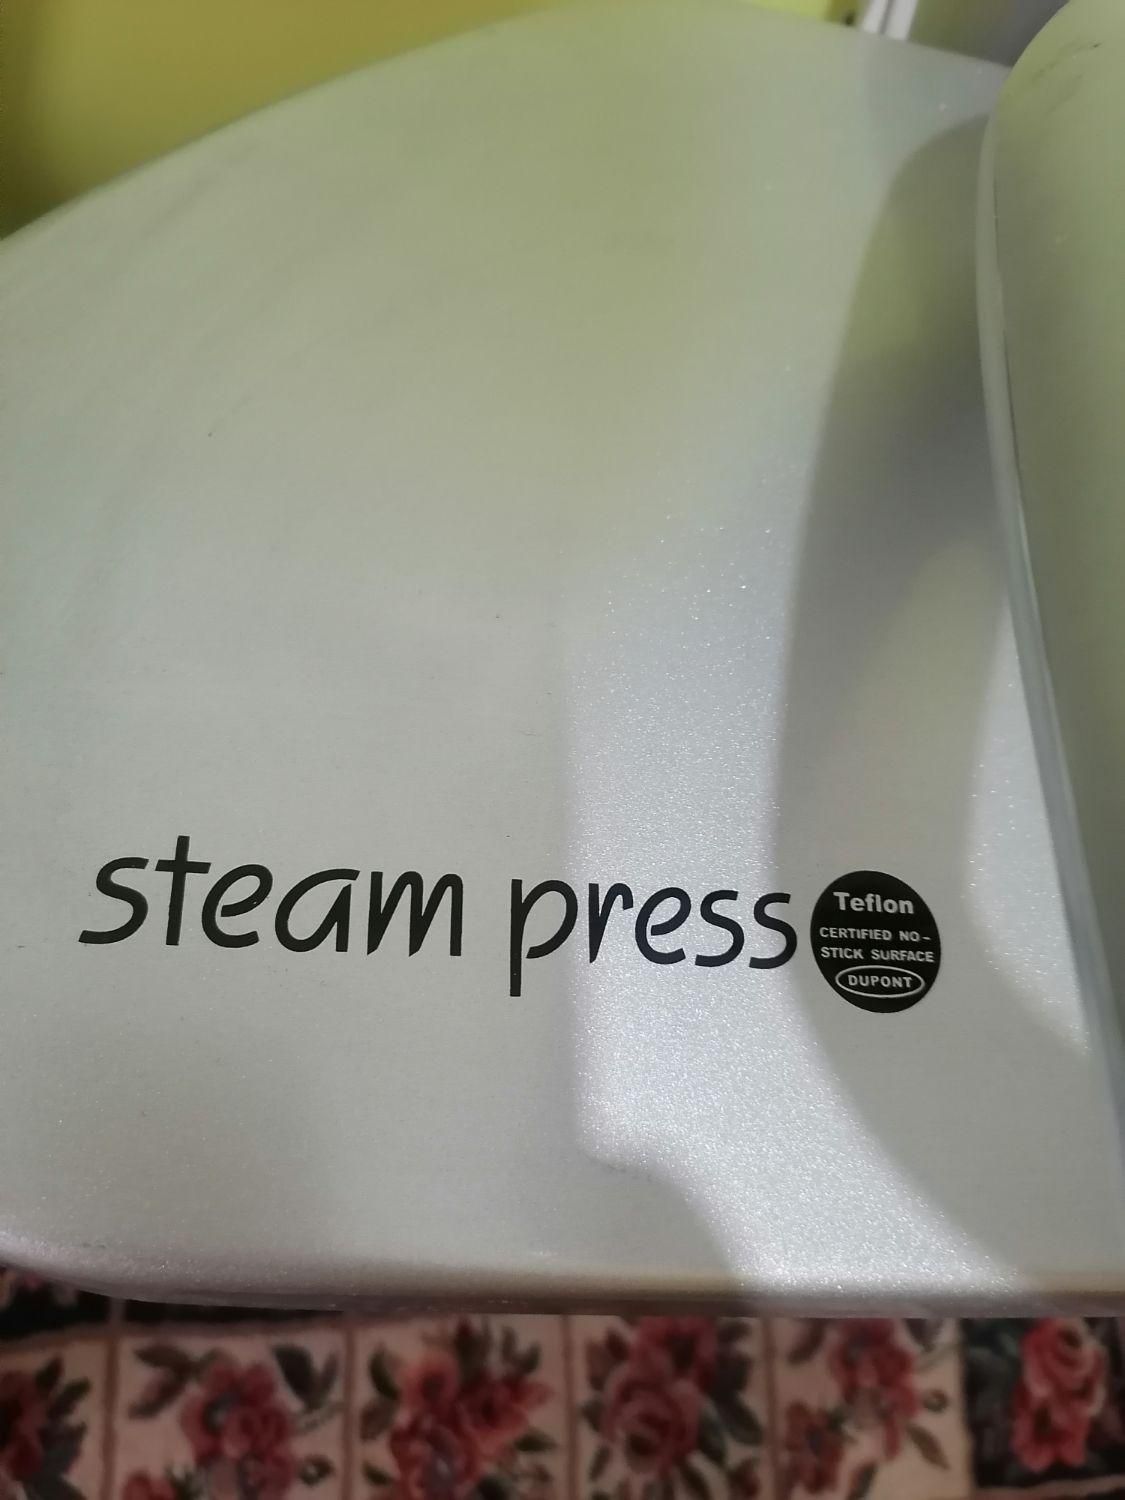 steam press
Teflon
CERTIFIED NO-
STICK SURFACE
DUPONT